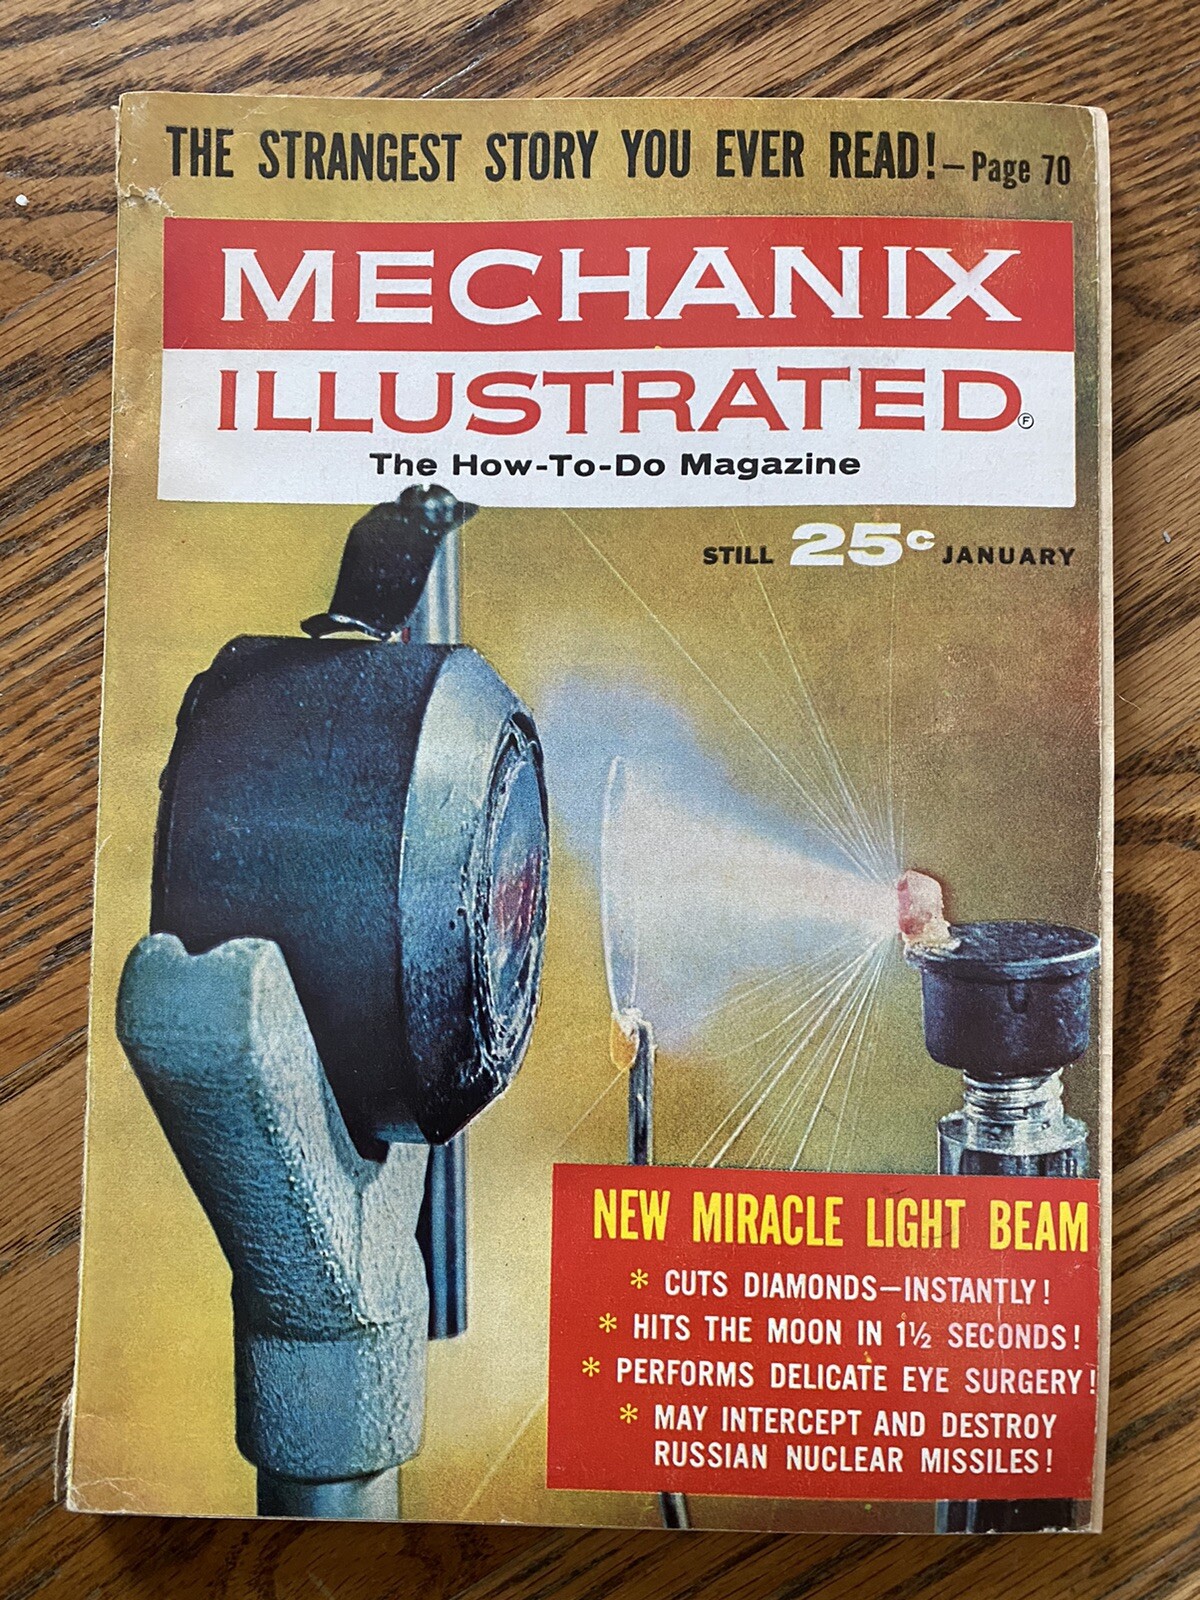 THE STRANGEST STORY YOU EVER READ!—Page 70
MECHANIX
ILLUSTRATED Ⓕ
The How-To-Do Magazine
STILL 25c JANUARY
NEW MIRACLE LIGHT BEAM
* CUTS DIAMONDS—INSTANTLY!
* HITS THE MOON IN 1½ SECONDS!
* PERFORMS DELICATE EYE SURGERY!
* MAY INTERCEPT AND DESTROY
RUSSIAN NUCLEAR MISSILES!